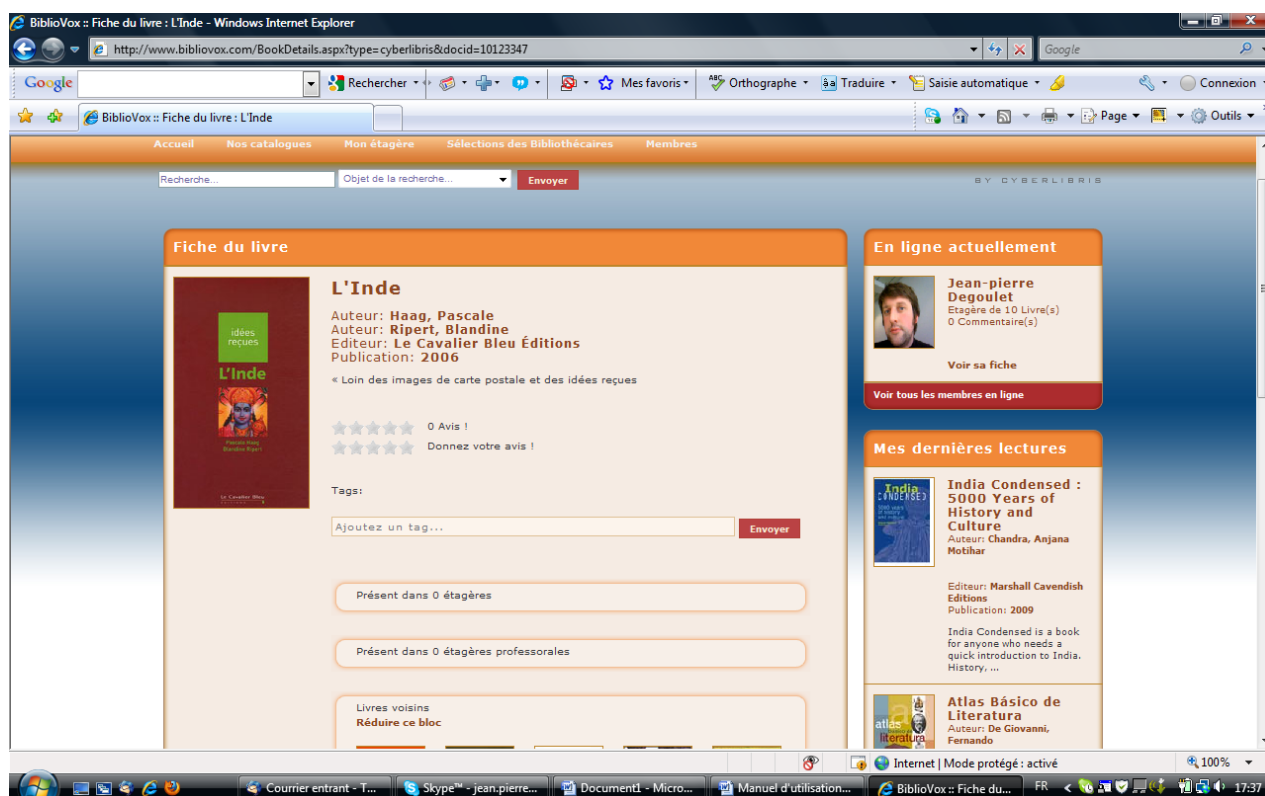 BiblioVox :: Fiche du livre : L'Inde - Windows Internet Explorer
http://www.bibliovox.com/BookDetails.aspx?type=cyberlibris&docid=10123347
Google
Google
Rechercher
Mes favoris
Orthographe
Traduire
Saisie automatique
Connexion
BiblioVox :: Fiche du livre : L'Inde
Page
Outils
Accueil Nos catalogues Mon étagère Sélections des Bibliothécaires Membres
Recherche...
Objet de la recherche...
Envoyer
BY CYBERLIBRIS
Fiche du livre
idées
reçues
L'Inde
Pascale Haag
Blandine Ripert
Le Cavalier Bleu
L'Inde
Auteur: Haag, Pascale
Auteur: Ripert, Blandine
Editeur: Le Cavalier Bleu Éditions
Publication: 2006
« Loin des images de carte postale et des idées reçues
0 Avis !
Donnez votre avis !
Tags:
Ajoutez un tag...
Envoyer
Présent dans 0 étagères
Présent dans 0 étagères professorales
Livres voisins
Réduire ce bloc
En ligne actuellement
Jean-pierre
Degoulet
Etagère de 10 Livre(s)
0 Commentaire(s)
Voir sa fiche
Voir tous les membres en ligne
Mes dernières lectures
India
CONDENSED
India Condensed :
5000 Years of
History and
Culture
Auteur: Chandra, Anjana
Motihar
Editeur: Marshall Cavendish
Editions
Publication: 2009
India Condensed is a book
for anyone who needs a
quick introduction to India.
History, ...
atlas
literatura
Atlas Básico de
Literatura
Auteur: De Giovanni,
Fernando
Internet | Mode protégé : activé
100%
Courrier entrant - T...
Skype™ - jean.pierre...
Document1 - Micro...
Manuel d'utilisation...
BiblioVox :: Fiche du...
FR
17:37